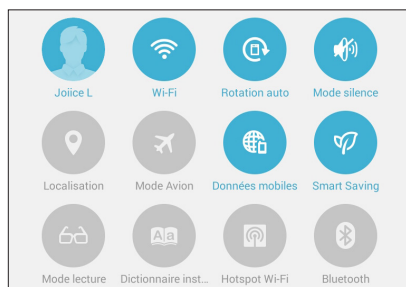 Joiice L Wi-Fi Rotation auto Mode silence
Localisation Mode Avion Données mobiles Smart Saving
Aa
Mode lecture Dictionnaire inst... Hotspot Wi-Fi Bluetooth